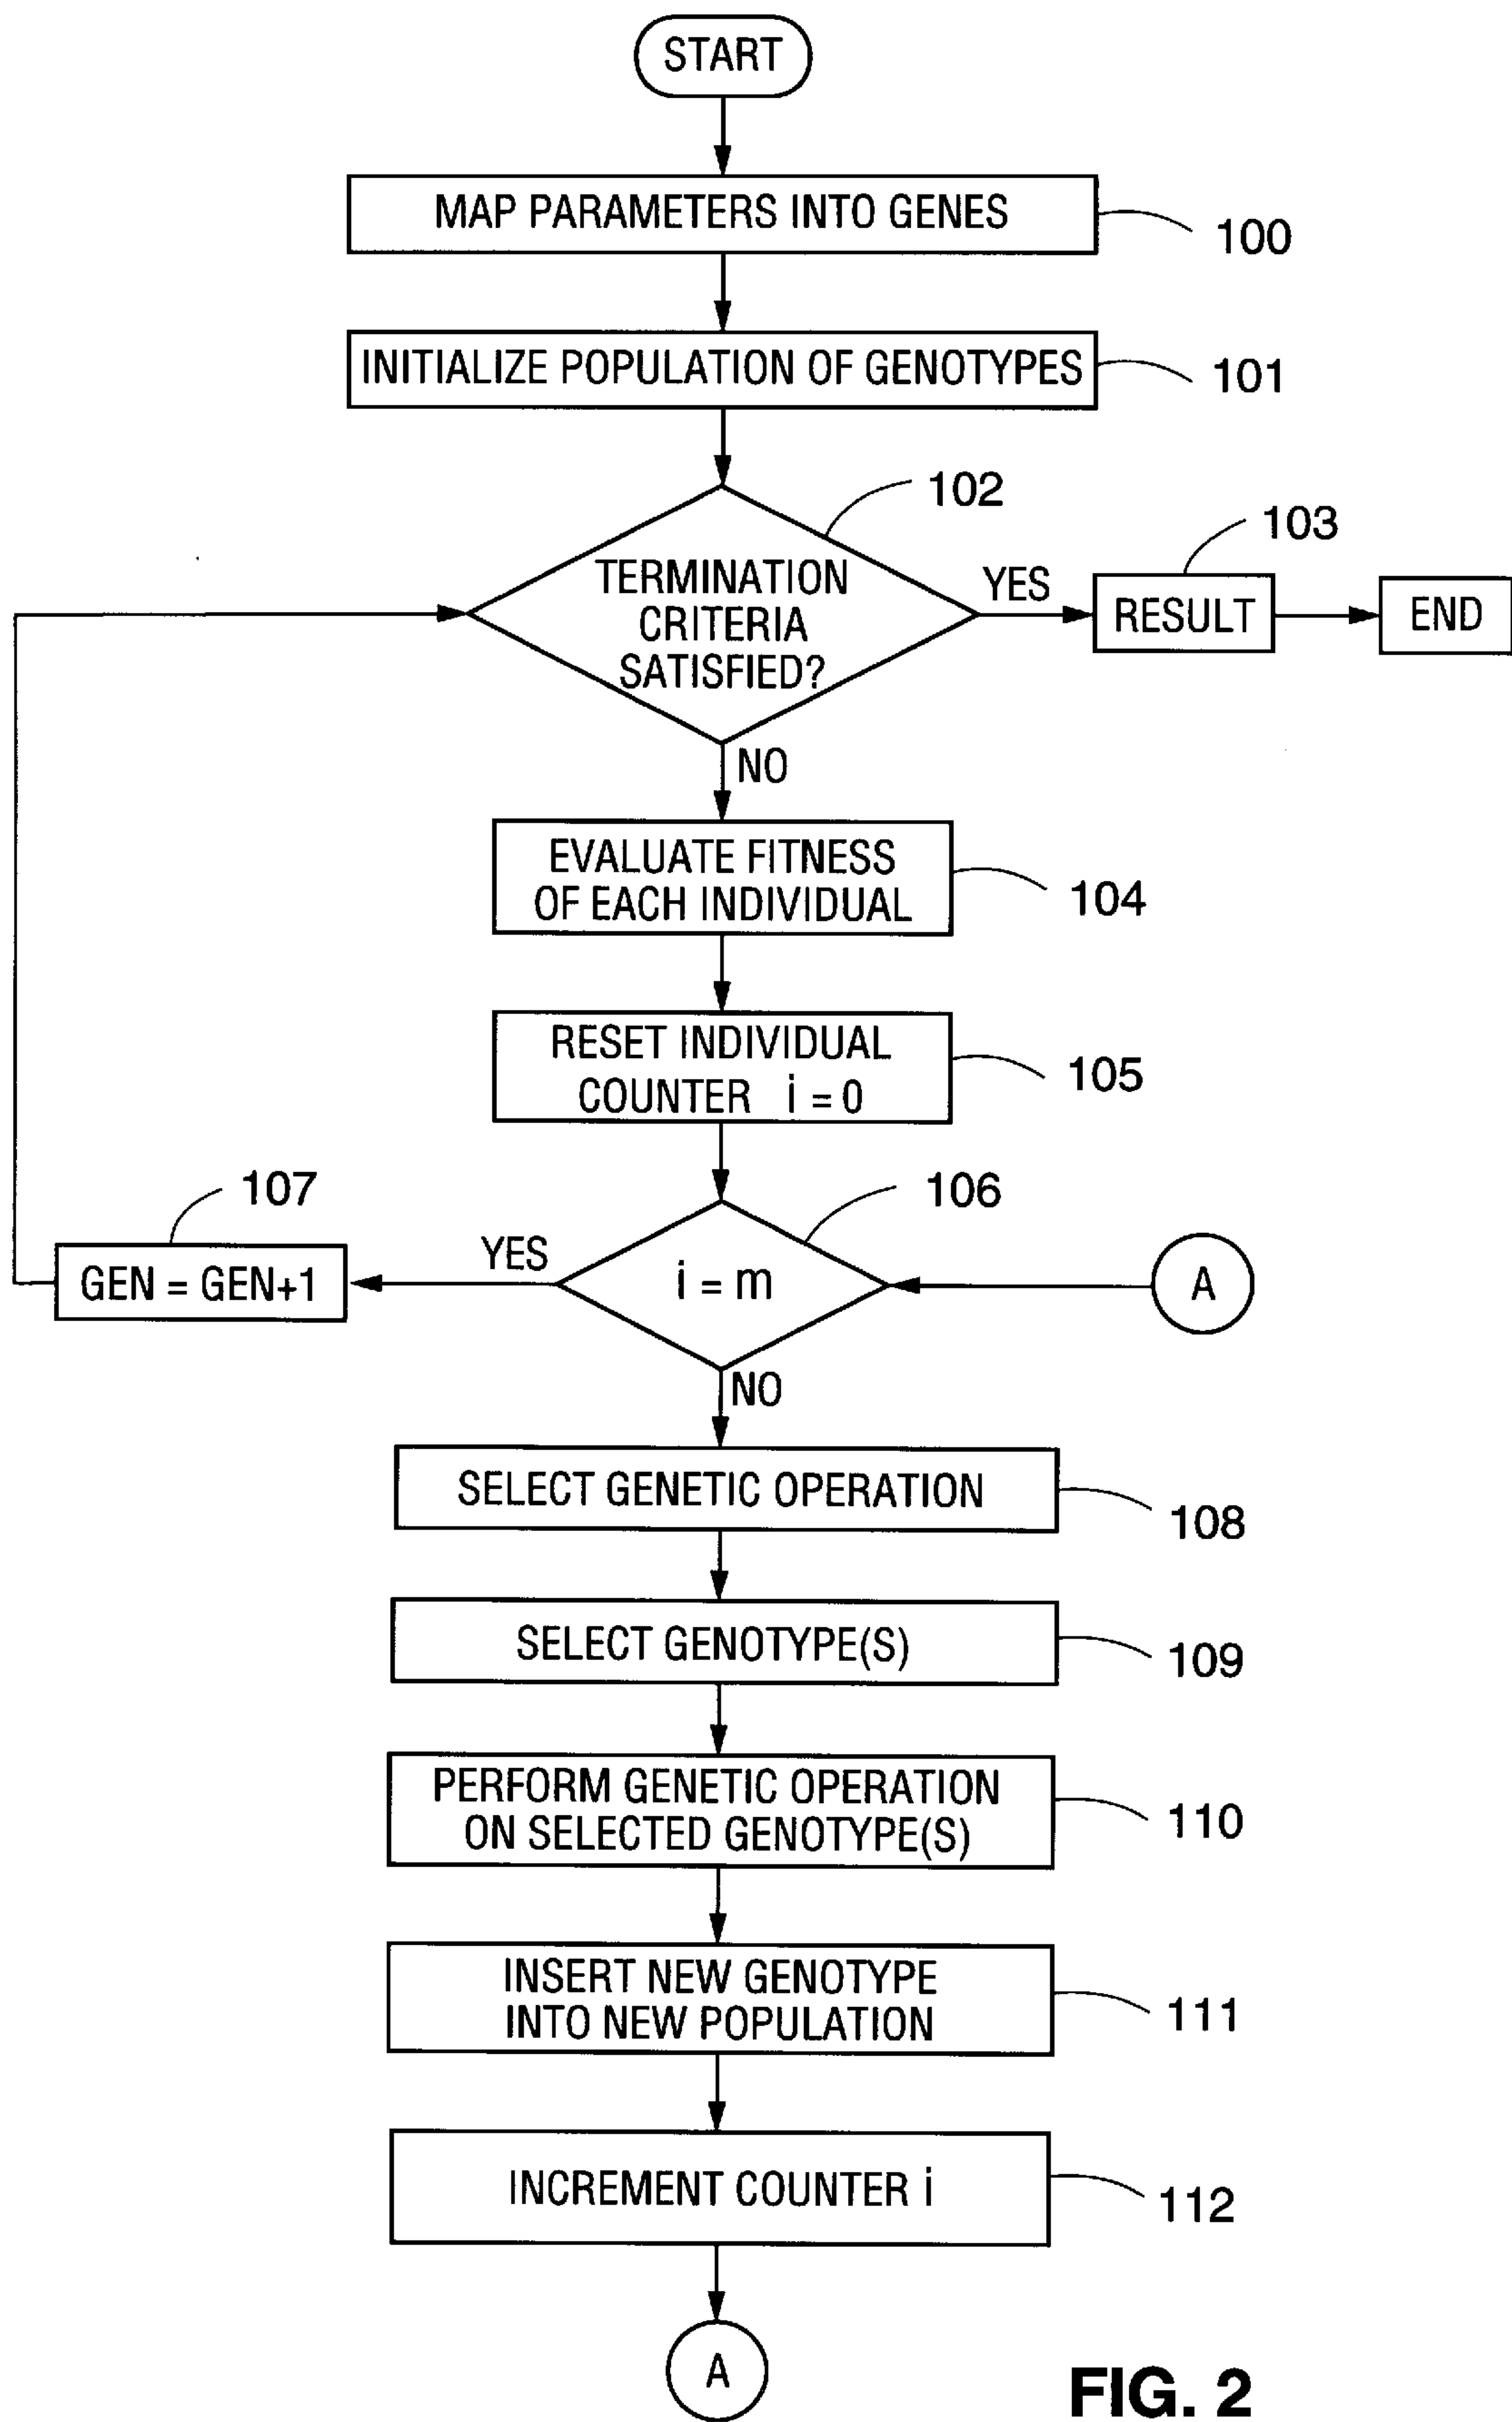 START
MAP PARAMETERS INTO GENES
100
INITIALIZE POPULATION OF GENOTYPES
101
102
TERMINATION
CRITERIA
SATISFIED?
YES
103
RESULT
END
NO
EVALUATE FITNESS
OF EACH INDIVIDUAL
104
RESET INDIVIDUAL
COUNTER i = 0
105
107
GEN = GEN+1
YES
106
i = m
A
NO
SELECT GENETIC OPERATION
108
SELECT GENOTYPE(S)
109
PERFORM GENETIC OPERATION
ON SELECTED GENOTYPE(S)
110
INSERT NEW GENOTYPE
INTO NEW POPULATION
111
INCREMENT COUNTER i
112
A
FIG. 2